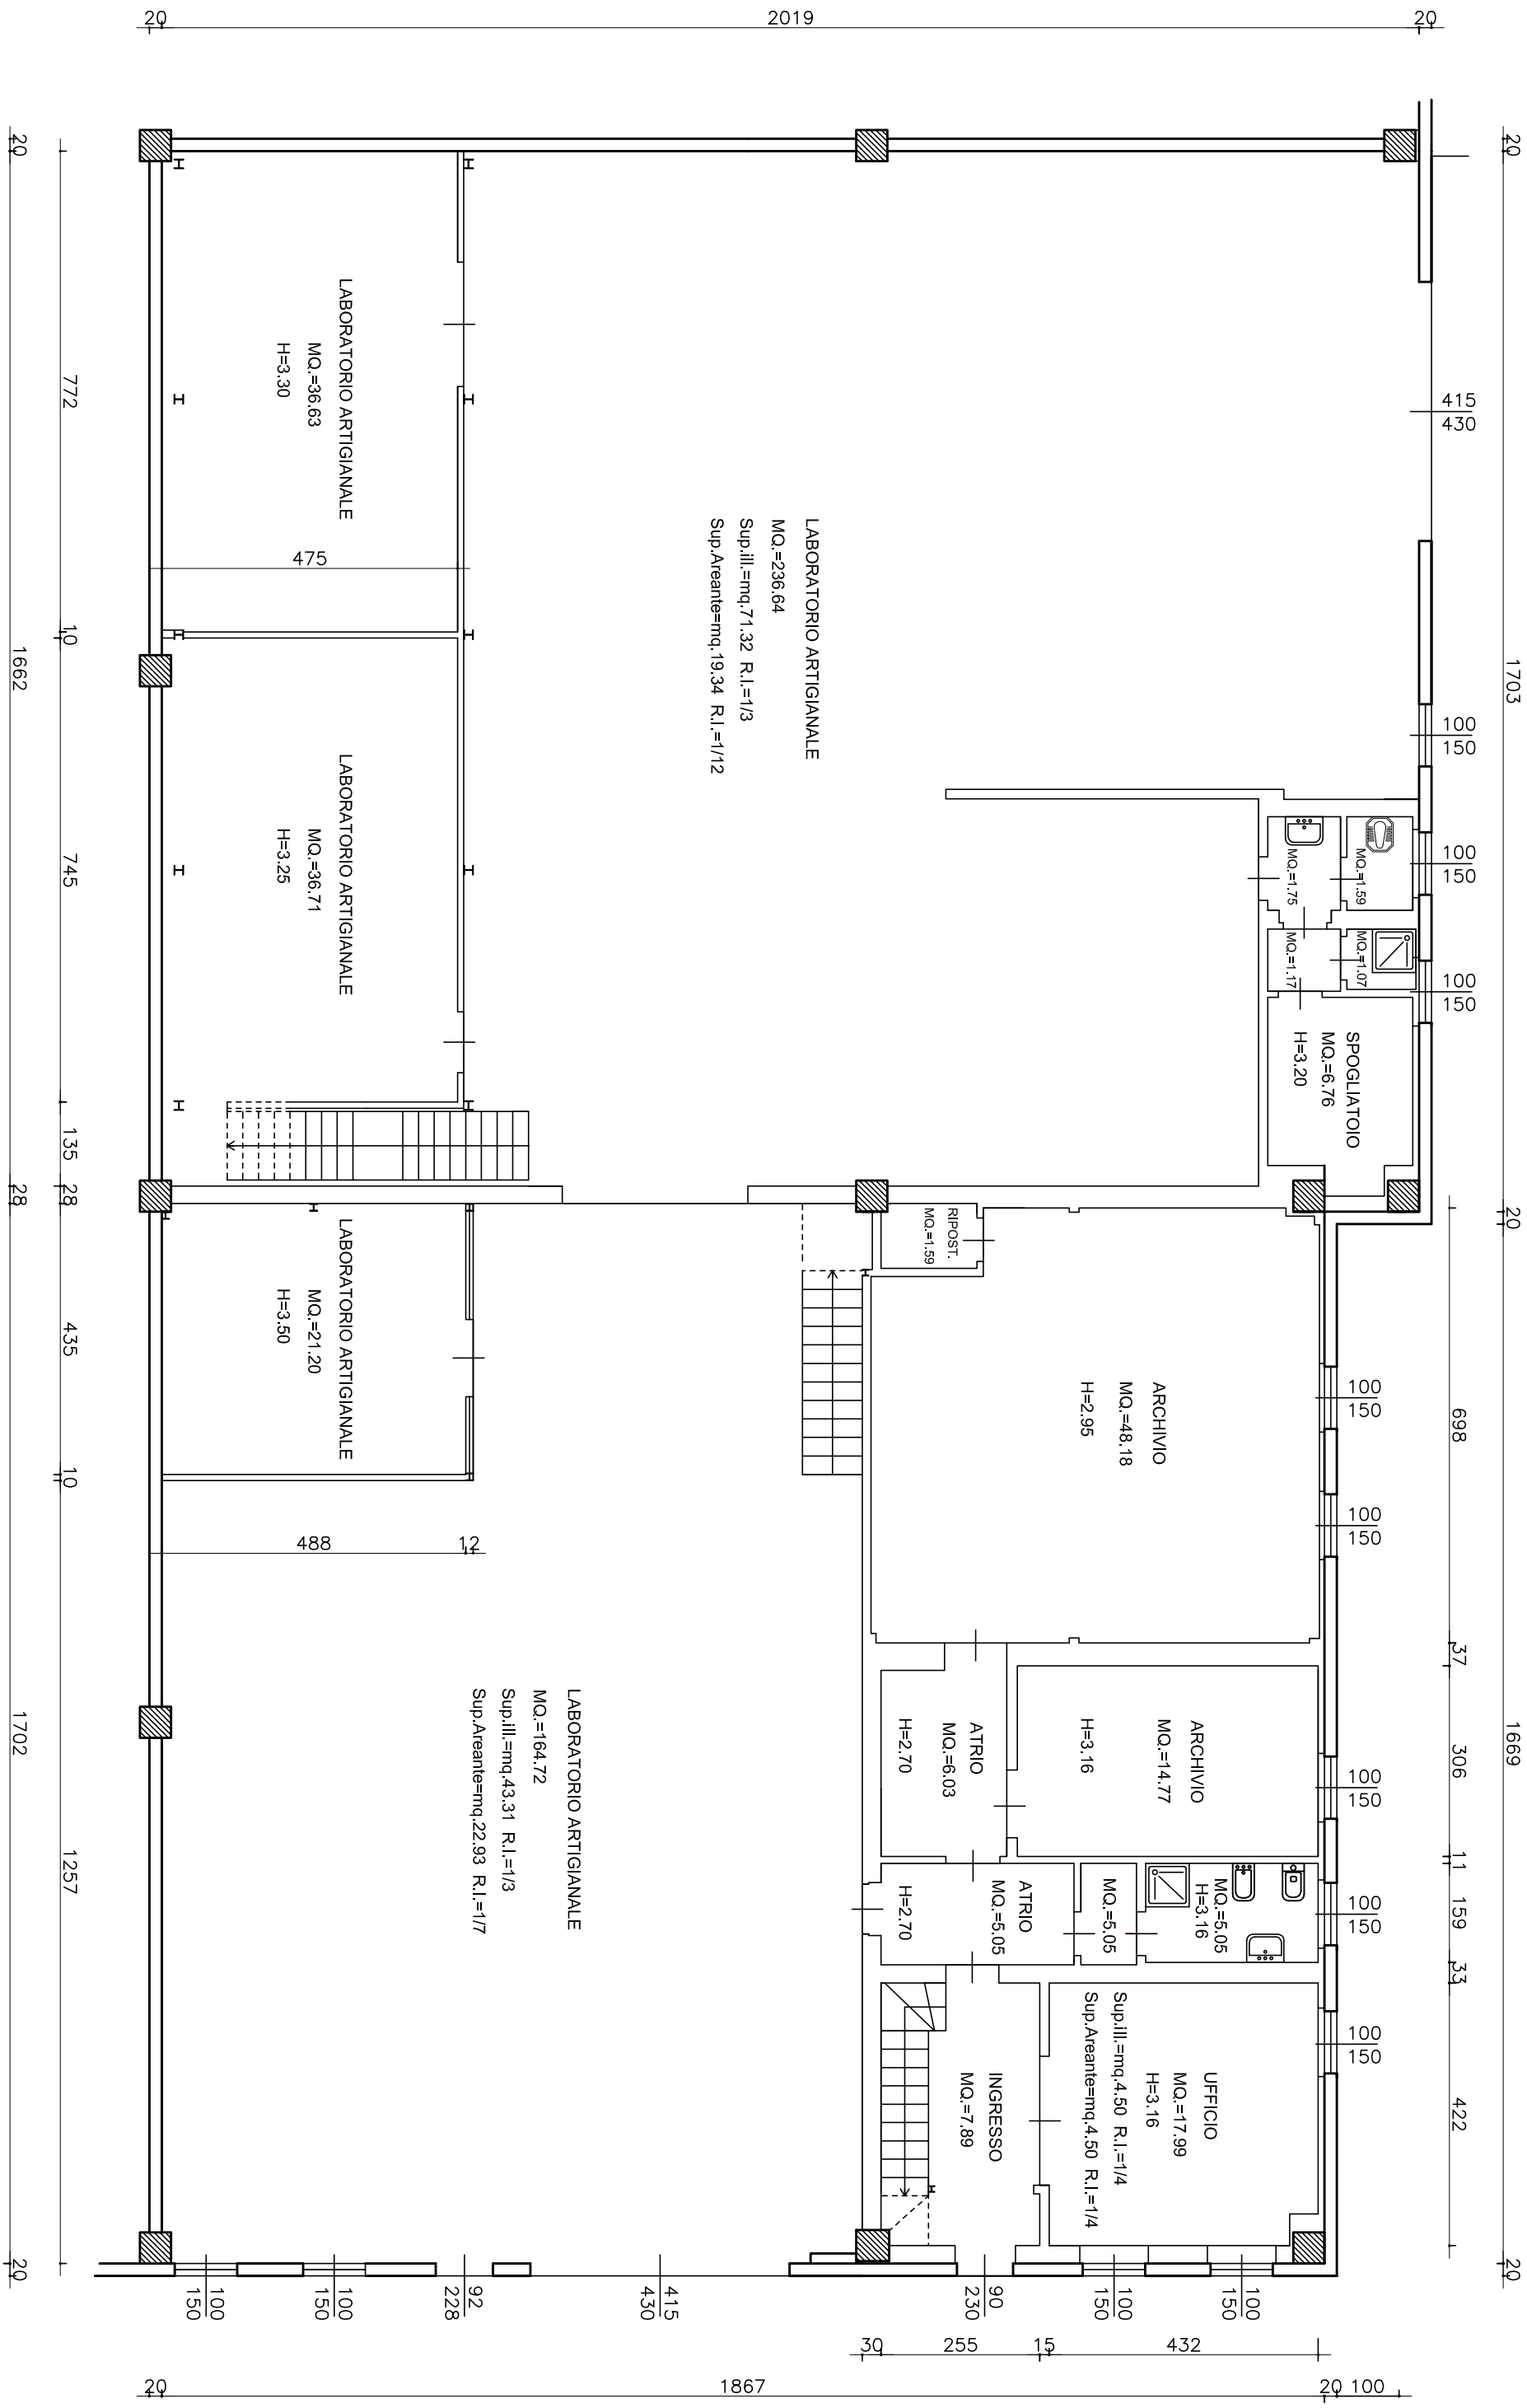 20
2019
20
20
1703
20
1669
20
415
430
100
150
100
150
100
150
698
37
306
11
159
33
422
100
150
100
150
100
150
100
150
100
150
LABORATORIO ARTIGIANALE
MQ.=236.64
Sup.ill.=mq.71.32 R.I.=1/3
Sup.Areante=mq.19.34 R.I.=1/12
MQ.=1.59
MQ.=1.75
MQ.=1.07
MQ.=1.17
SPOGLIATOIO
MQ.=6.76
H=3.20
RIPOST.
MQ.=1.59
ARCHIVIO
MQ.=48.18
H=2.95
ARCHIVIO
MQ.=14.77
H=3.16
ATRIO
MQ.=6.03
H=2.70
MQ.=5.05
H=3.16
MQ.=5.05
ATRIO
MQ.=5.05
H=2.70
UFFICIO
MQ.=17.99
H=3.16
Sup.ill.=mq.4.50 R.I.=1/4
Sup.Areante=mq.4.50 R.I.=1/4
INGRESSO
MQ.=7.89
LABORATORIO ARTIGIANALE
MQ.=164.72
Sup.ill.=mq.43.31 R.I.=1/3
Sup.Areante=mq.22.93 R.I.=1/7
LABORATORIO ARTIGIANALE
MQ.=36.63
H=3.30
475
LABORATORIO ARTIGIANALE
MQ.=36.71
H=3.25
LABORATORIO ARTIGIANALE
MQ.=21.20
H=3.50
488
12
772
10
745
135
28
435
10
1257
20
1662
28
1702
20
100
150
100
150
92
228
415
430
90
230
100
150
100
150
30
255
15
432
20
1867
20
100